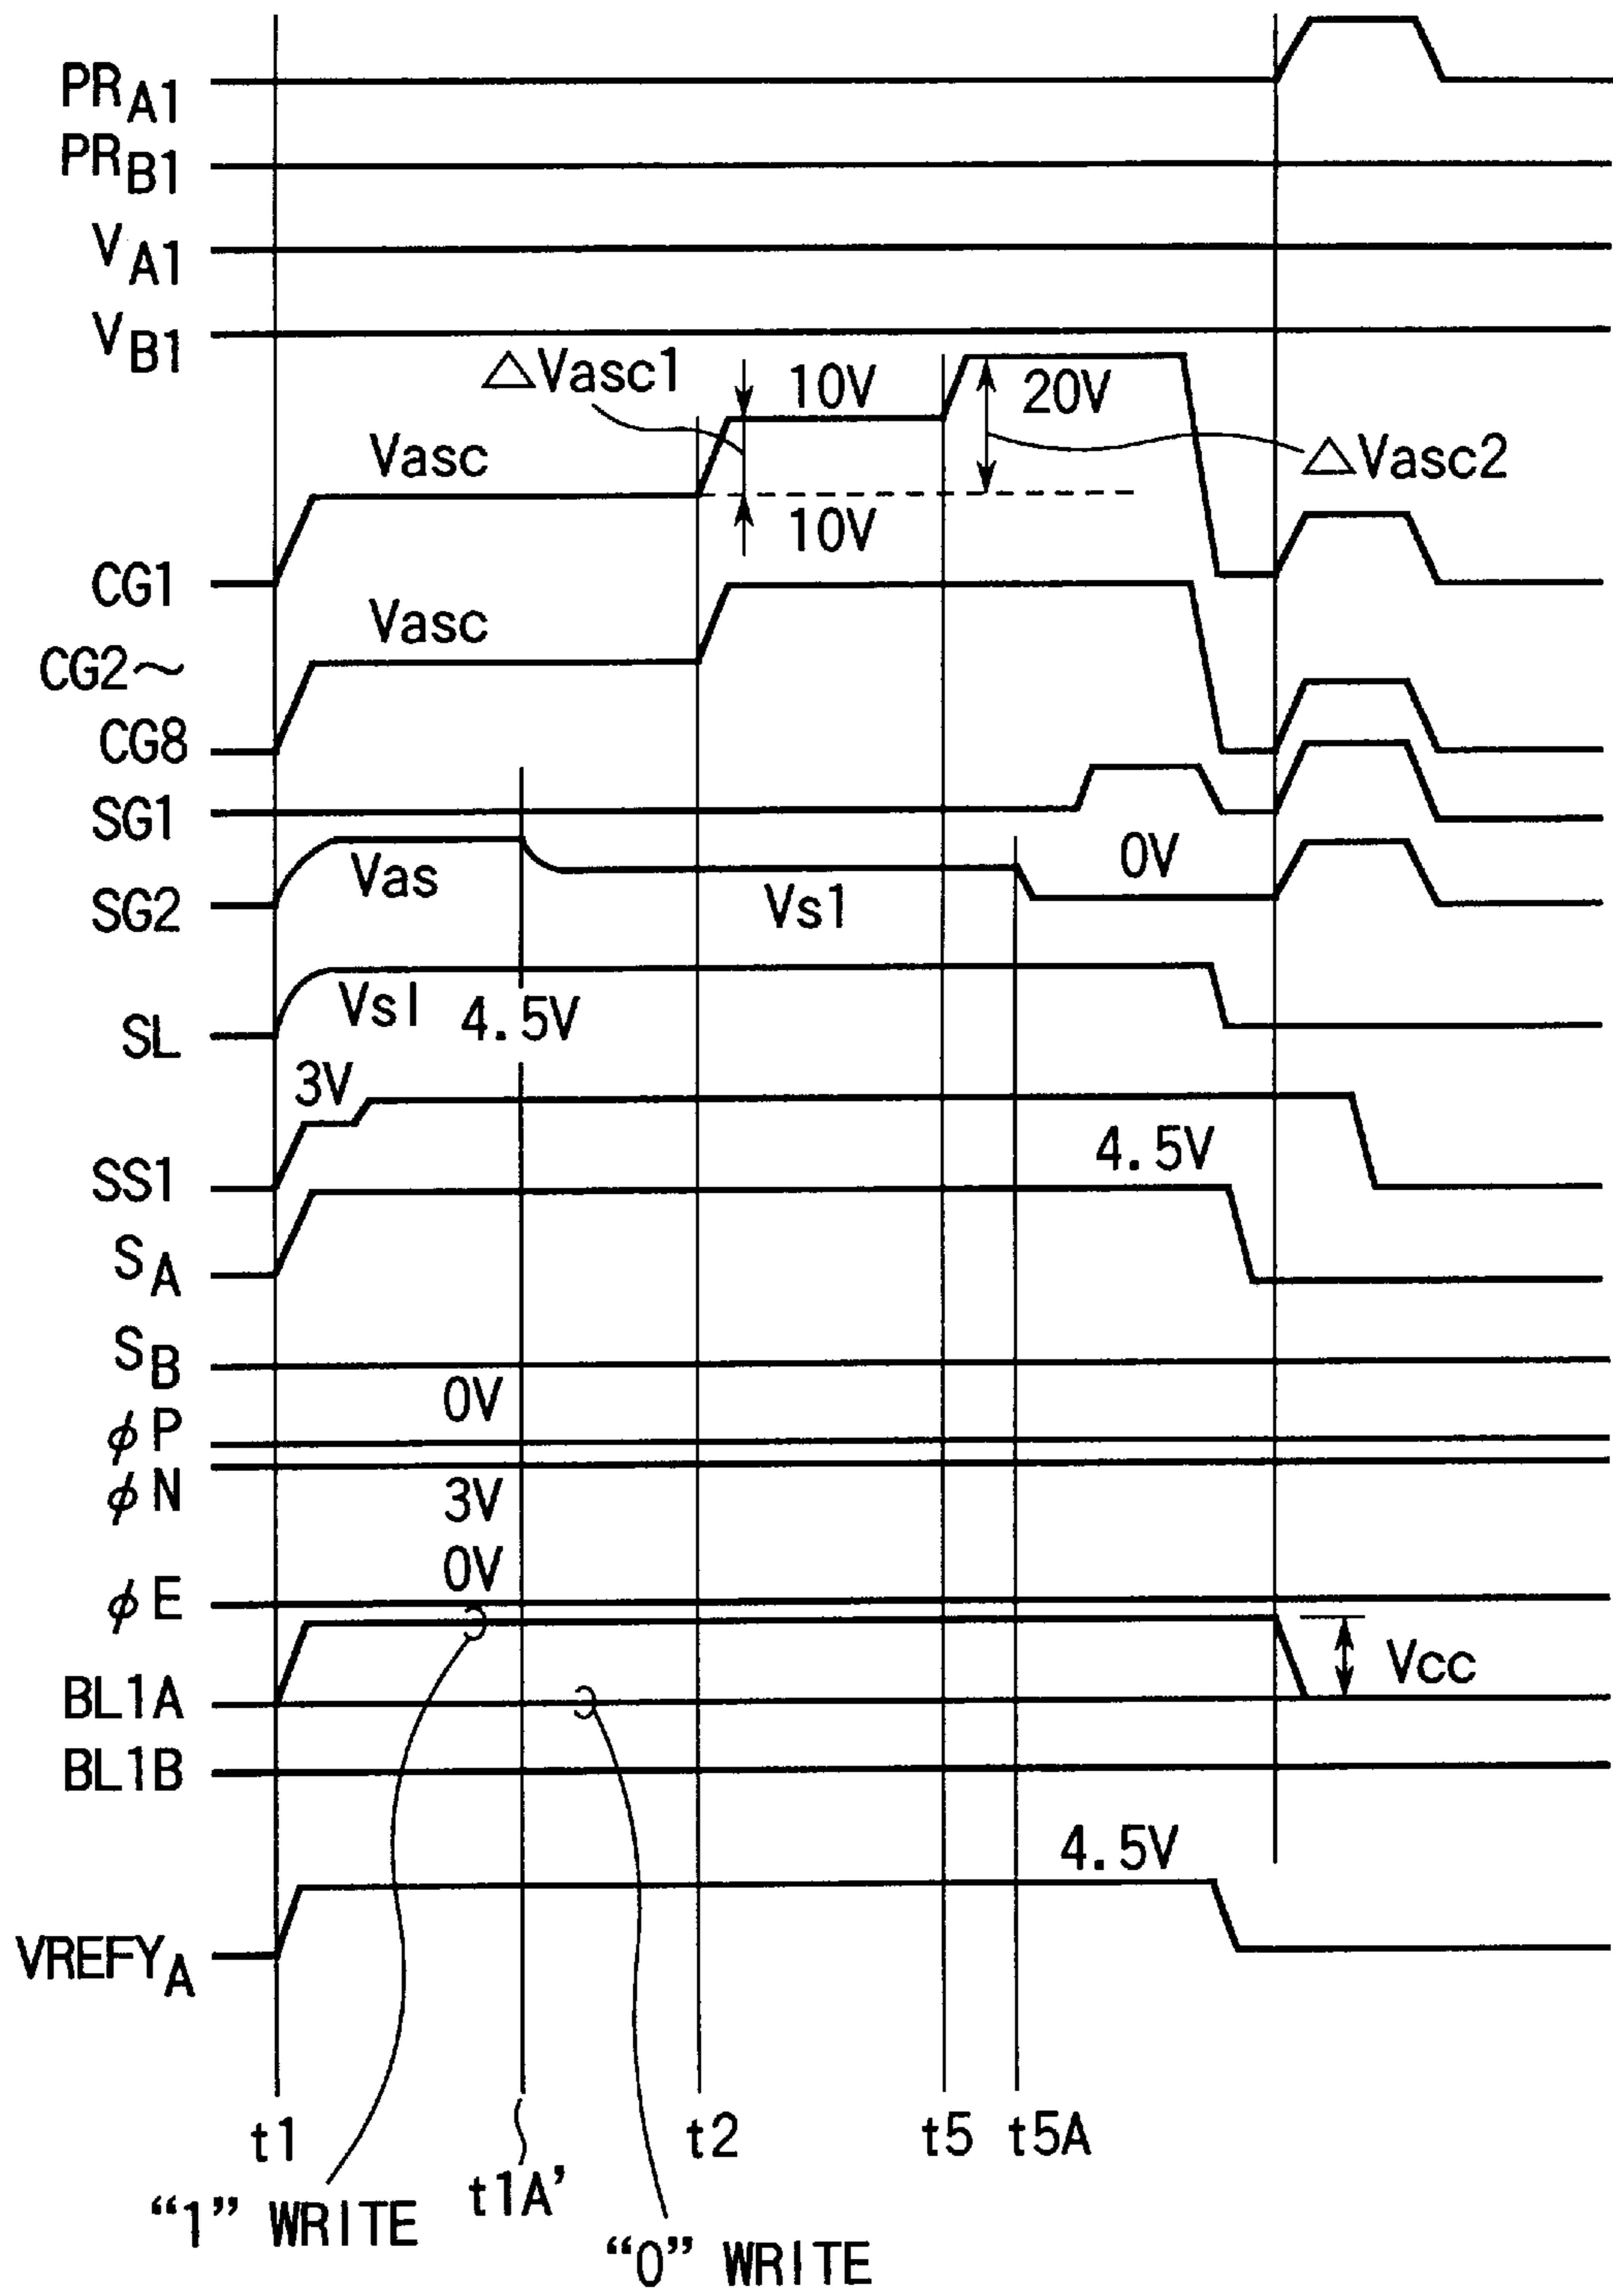 PRA1
PRB1
VA1
VB1
△Vasc1
10V
20V
Vasc
△Vasc2
10V
CG1
Vasc
CG2～
CG8
SG1
Vas
0V
SG2
Vs1
Vsl
4.5V
SL
3V
4.5V
SS1
SA
SB
0V
φP
φN
3V
0V
φE
Vcc
BL1A
BL1B
4.5V
VREFYA
t1
t2
t5
t5A
t1A'
“1” WRITE
“0” WRITE